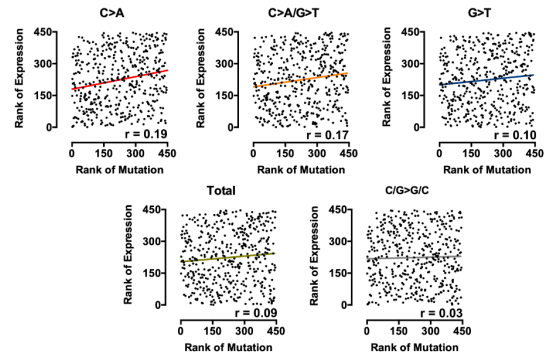 C>A
450
300
150
0
Rank of Expression
r = 0.19
0 150 300 450
Rank of Mutation
C>A/G>T
450
300
150
0
Rank of Expression
r = 0.17
0 150 300 450
Rank of Mutation
G>T
450
300
150
0
Rank of Expression
r = 0.10
0 150 300 450
Rank of Mutation
Total
450
300
150
0
Rank of Expression
r = 0.09
0 150 300 450
Rank of Mutation
C/G>G/C
450
300
150
0
Rank of Expression
r = 0.03
0 150 300 450
Rank of Mutation